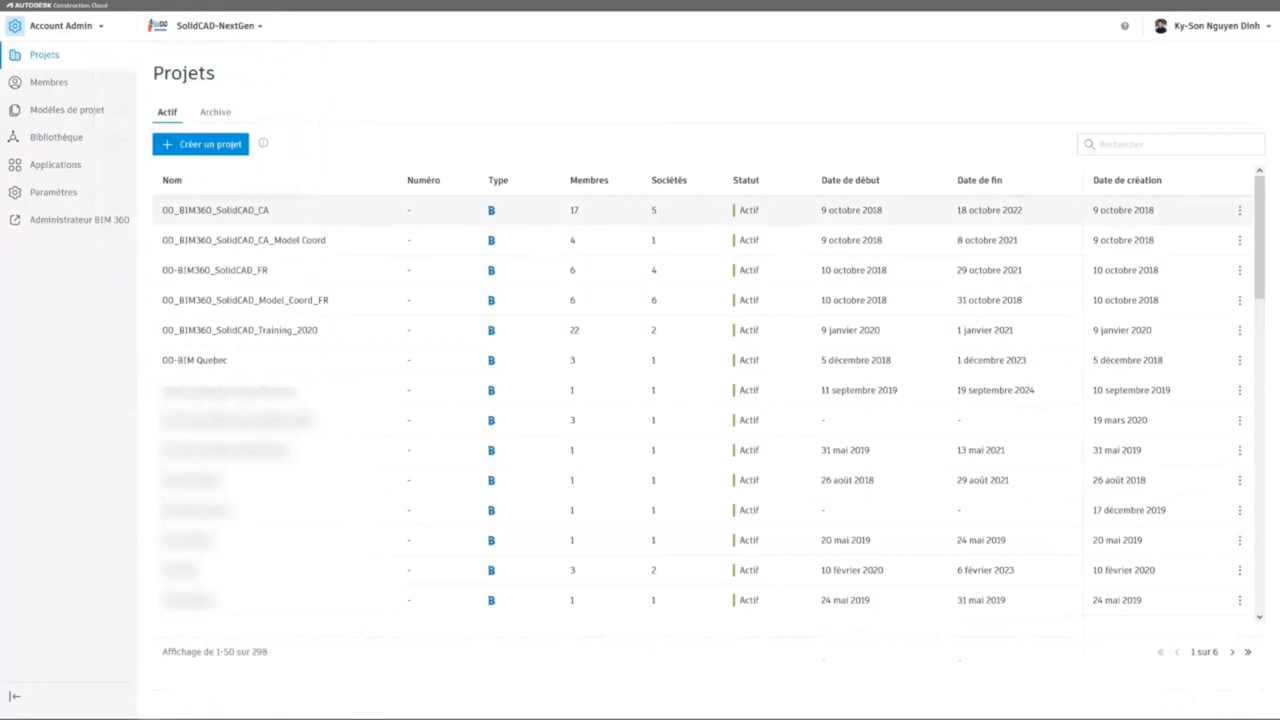 AUTODESK Construction Cloud
Account Admin
SolidCAD-NextGen
Ky-Son Nguyen Dinh
Projets
Membres
Modèles de projet
Bibliothèque
Applications
Paramètres
Administrateur BIM 360
Projets
Actif Archivé
+ Créer un projet
Rechercher
Nom Numéro Type Membres Sociétés Statut Date de début Date de fin Date de création
00_BIM360_SolidCAD_CA - B 17 5 Actif 9 octobre 2018 18 octobre 2022 9 octobre 2018
00_BIM360_SolidCAD_CA_Model Coord - B 4 1 Actif 9 octobre 2018 8 octobre 2021 9 octobre 2018
00-BIM360_SolidCAD_FR - B 6 4 Actif 10 octobre 2018 29 octobre 2021 10 octobre 2018
00_BIM360_SolidCAD_Model_Coord_FR - B 6 6 Actif 10 octobre 2018 31 octobre 2018 10 octobre 2018
00_BIM360_SolidCAD_Training_2020 - B 22 2 Actif 9 janvier 2020 1 janvier 2021 9 janvier 2020
00-BIM Quebec - B 3 1 Actif 5 décembre 2018 1 décembre 2023 5 décembre 2018
- B 1 1 Actif 11 septembre 2019 19 septembre 2024 10 septembre 2019
- B 3 1 Actif - - 19 mars 2020
- B 1 1 Actif 31 mai 2019 13 mai 2021 31 mai 2019
- B 1 1 Actif 26 août 2018 29 août 2021 26 août 2018
- B 1 1 Actif - - 17 décembre 2019
- B 1 1 Actif 20 mai 2019 24 mai 2019 20 mai 2019
- B 3 2 Actif 10 février 2020 6 février 2023 10 février 2020
- B 1 1 Actif 24 mai 2019 31 mai 2019 24 mai 2019
Affichage de 1-50 sur 298
1 sur 6